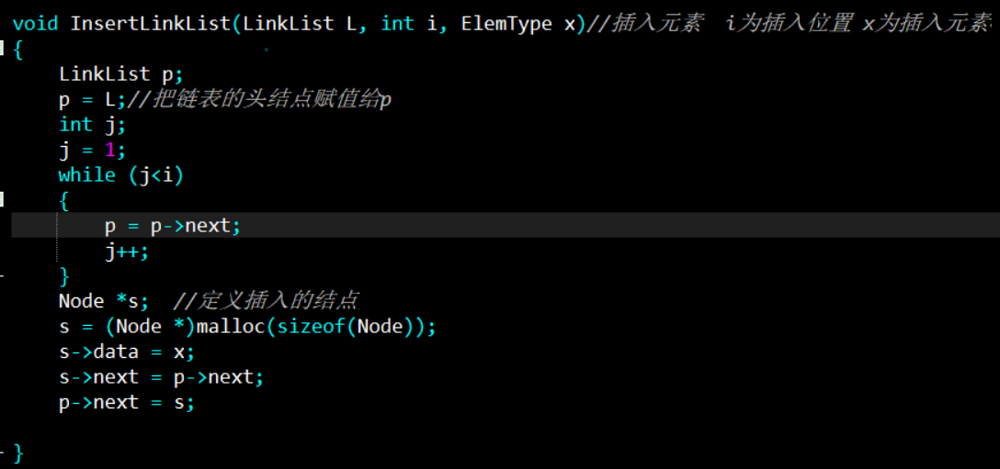 void InsertLinkList(LinkList L, int i, ElemType x)//插入元素  i为插入位置 x为插入元素
{
    LinkList p;
    p = L;//把链表的头结点赋值给p
    int j;
    j = 1;
    while (j<i)
    {
        p = p->next;
        j++;
    }
    Node *s;  //定义插入的结点
    s = (Node *)malloc(sizeof(Node));
    s->data = x;
    s->next = p->next;
    p->next = s;
}